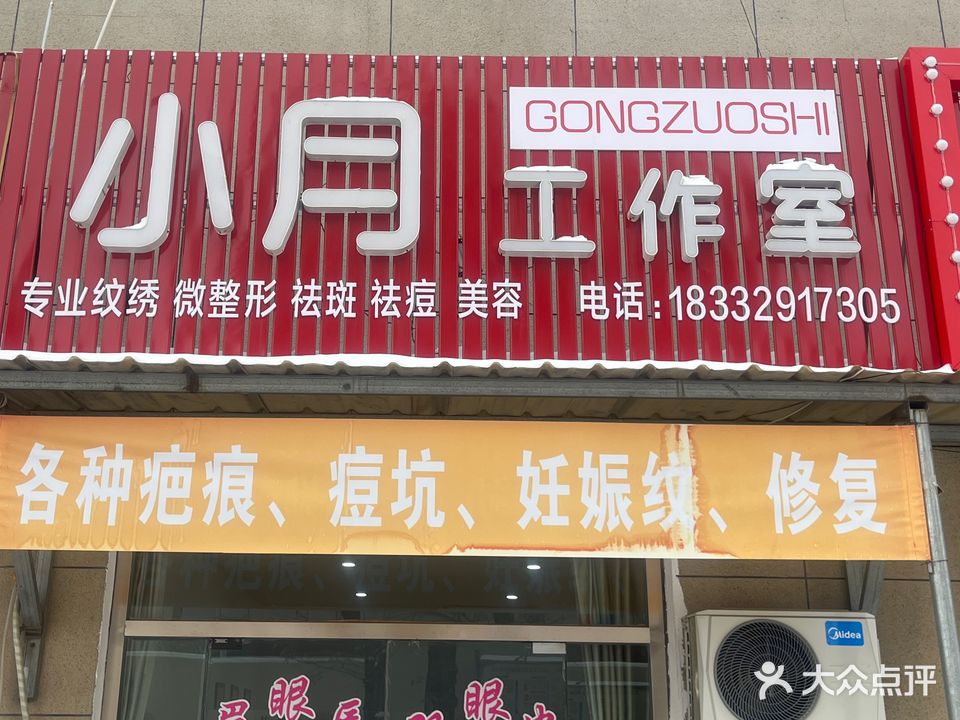 小月
GONGZUOSHI
工作室
专业纹绣 微整形 祛斑 祛痘 美容 电话:18332917305
各种疤痕、痘坑、妊娠纹、修复
Midea
眼 眼
大众点评